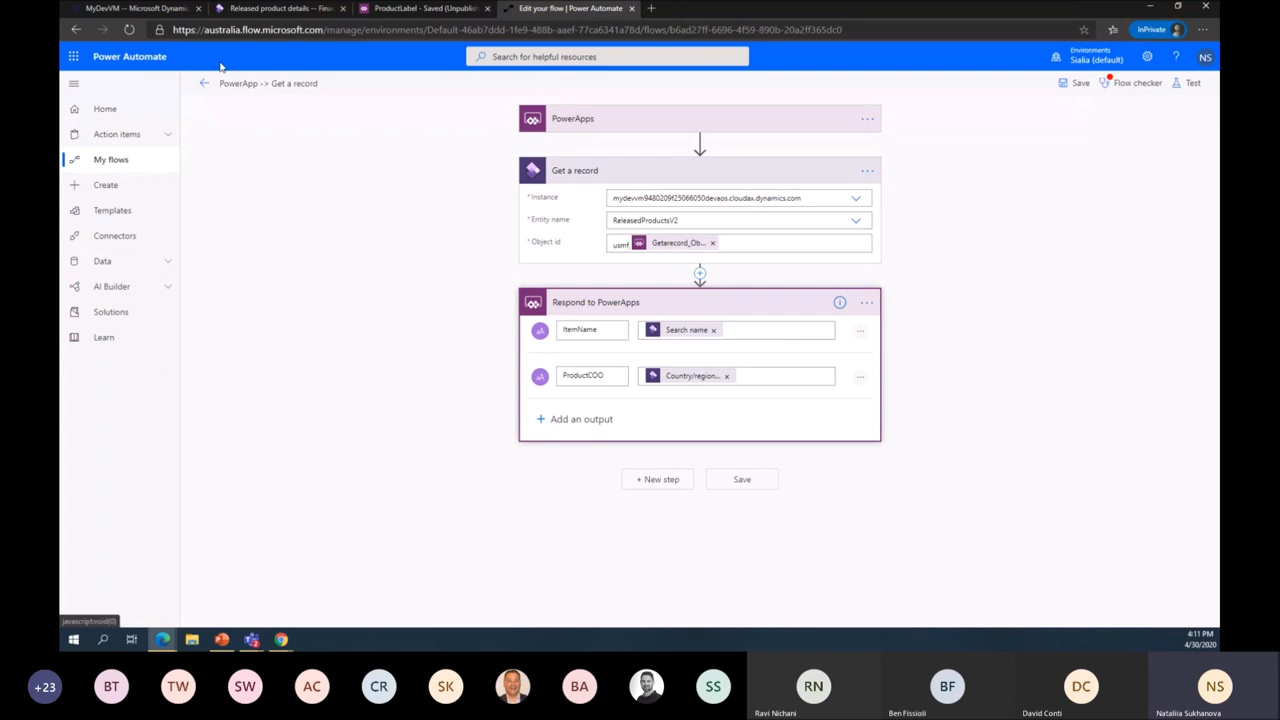 MyDevVM -- Microsoft Dynami
Released product details -- Finan
ProductLabel - Saved (Unpublish
Edit your flow | Power Automate
https://australia.flow.microsoft.com/manage/environments/Default-46ab7ddd-1fe9-488b-aaef-77ca6341a78d/flows/b6ad27ff-6696-4f59-890b-20a2ff365dc0
InPrivate
Power Automate
Search for helpful resources
Environments
Sialia (default)
NS
PowerApp -> Get a record
Save
Flow checker
Test
Home
Action items
My flows
Create
Templates
Connectors
Data
AI Builder
Solutions
Learn
PowerApps
Get a record
* Instance
mydevvm9480209f25066050devaos.cloudax.dynamics.com
* Entity name
ReleasedProductsV2
* Object id
usmf,
Getarecord_Ob...
Respond to PowerApps
ItemName
Search name
ProductCOO
Country/region...
Add an output
+ New step
Save
javascript:void(0)
4:11 PM
4/30/2020
+23
BT
TW
SW
AC
CR
SK
BA
SS
RN
BF
DC
NS
Ravi Nichani
Ben Fissioli
David Conti
Nataliia Sukhanova